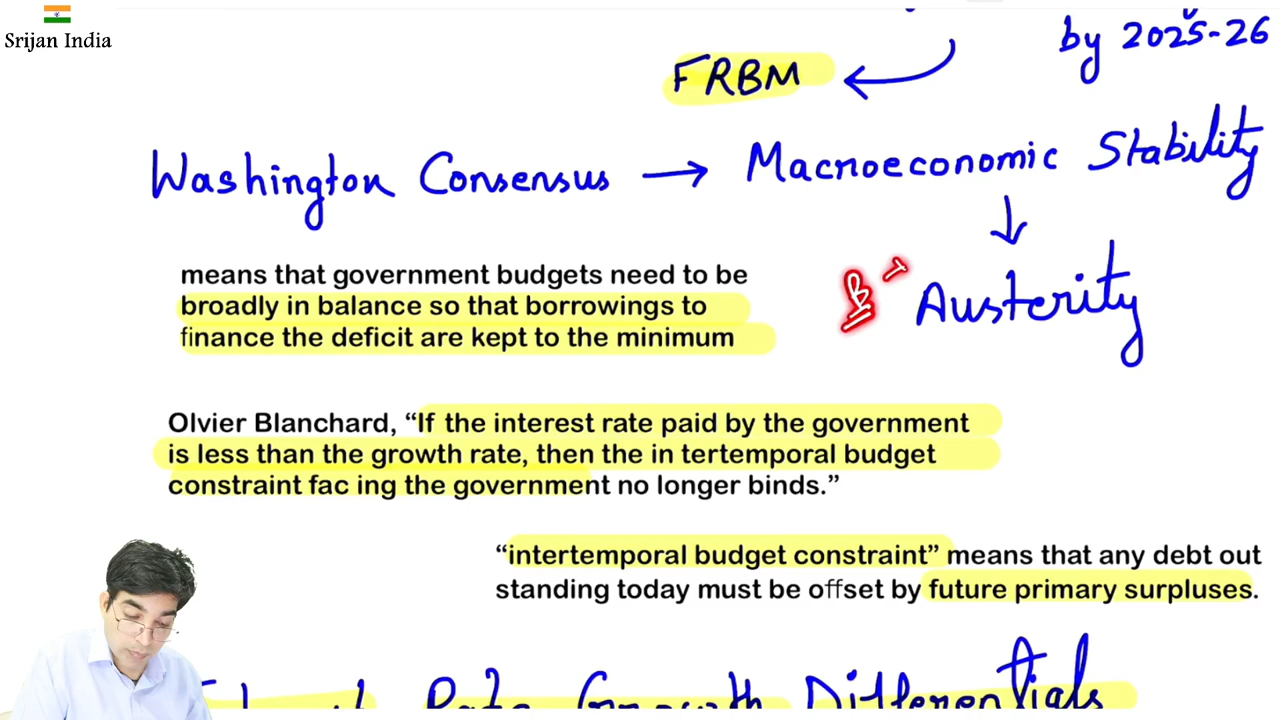 Srijan India
by 2025-26
FRBM
Washington Consensus → Macroeconomic Stability
↓
means that government budgets need to be
broadly in balance so that borrowings to
finance the deficit are kept to the minimum
B
Austerity
Olvier Blanchard, “If the interest rate paid by the government
is less than the growth rate, then the in tertemporal budget
constraint fac ing the government no longer binds.”
“intertemporal budget constraint” means that any debt out
standing today must be offset by future primary surpluses.
Rate Growth Differentials